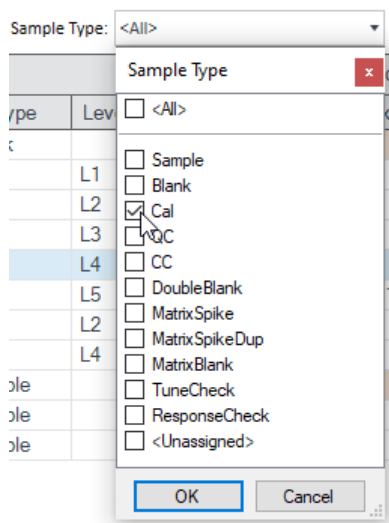 Sample Type: <All>
Sample Type x
<All>
Lev
Sample
L1
Blank
L2
Cal
L3
QC
L4
CC
L5
DoubleBlank
L2
MatrixSpike
MatrixSpikeDup
L4
MatrixBlank
TuneCheck
ResponseCheck
<Unassigned>
OK Cancel